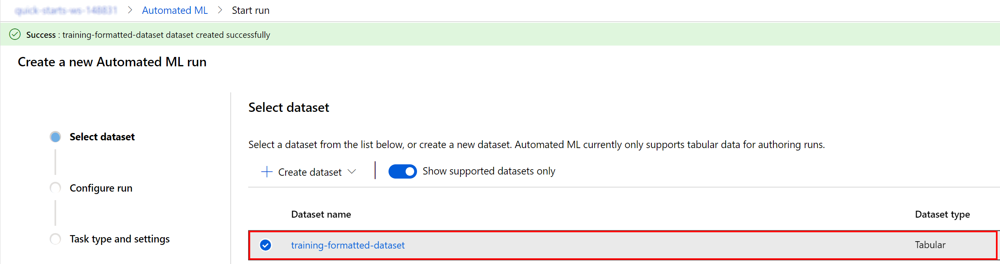 Automated ML > Start run
Success : training-formatted-dataset dataset created successfully
Create a new Automated ML run
Select dataset
Configure run
Task type and settings
Select dataset
Select a dataset from the list below, or create a new dataset. Automated ML currently only supports tabular data for authoring runs.
Create dataset
Show supported datasets only
Dataset name Dataset type
training-formatted-dataset Tabular